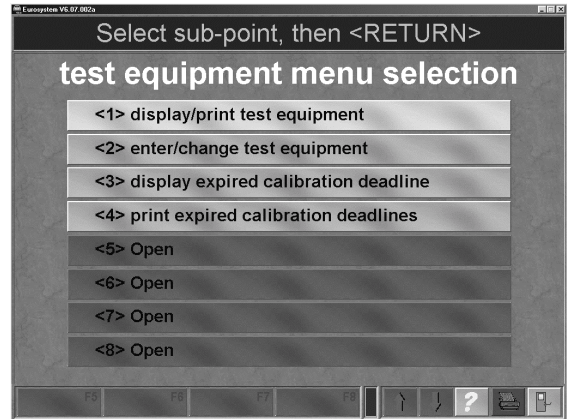 Eurosystem V6.07.002a
Select sub-point, then <RETURN>
test equipment menu selection
<1> display/print test equipment
<2> enter/change test equipment
<3> display expired calibration deadline
<4> print expired calibration deadlines
<5> Open
<6> Open
<7> Open
<8> Open
F5 F6 F7 F8 ?